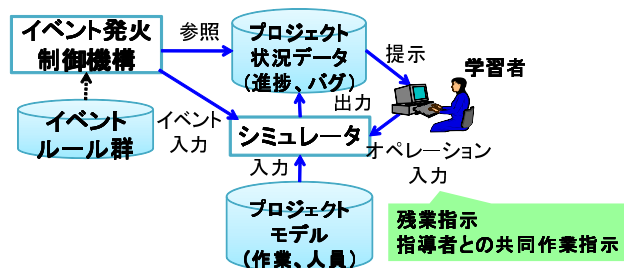 イベント発火
制御機構
参照
プロジェクト
状況データ
(進捗、バグ)
提示
学習者
イベント
ルール群
イベント
入力
出力
シミュレータ
オペレーション
入力
入力
プロジェクト
モデル
(作業、人員)
残業指示
指導者との共同作業指示